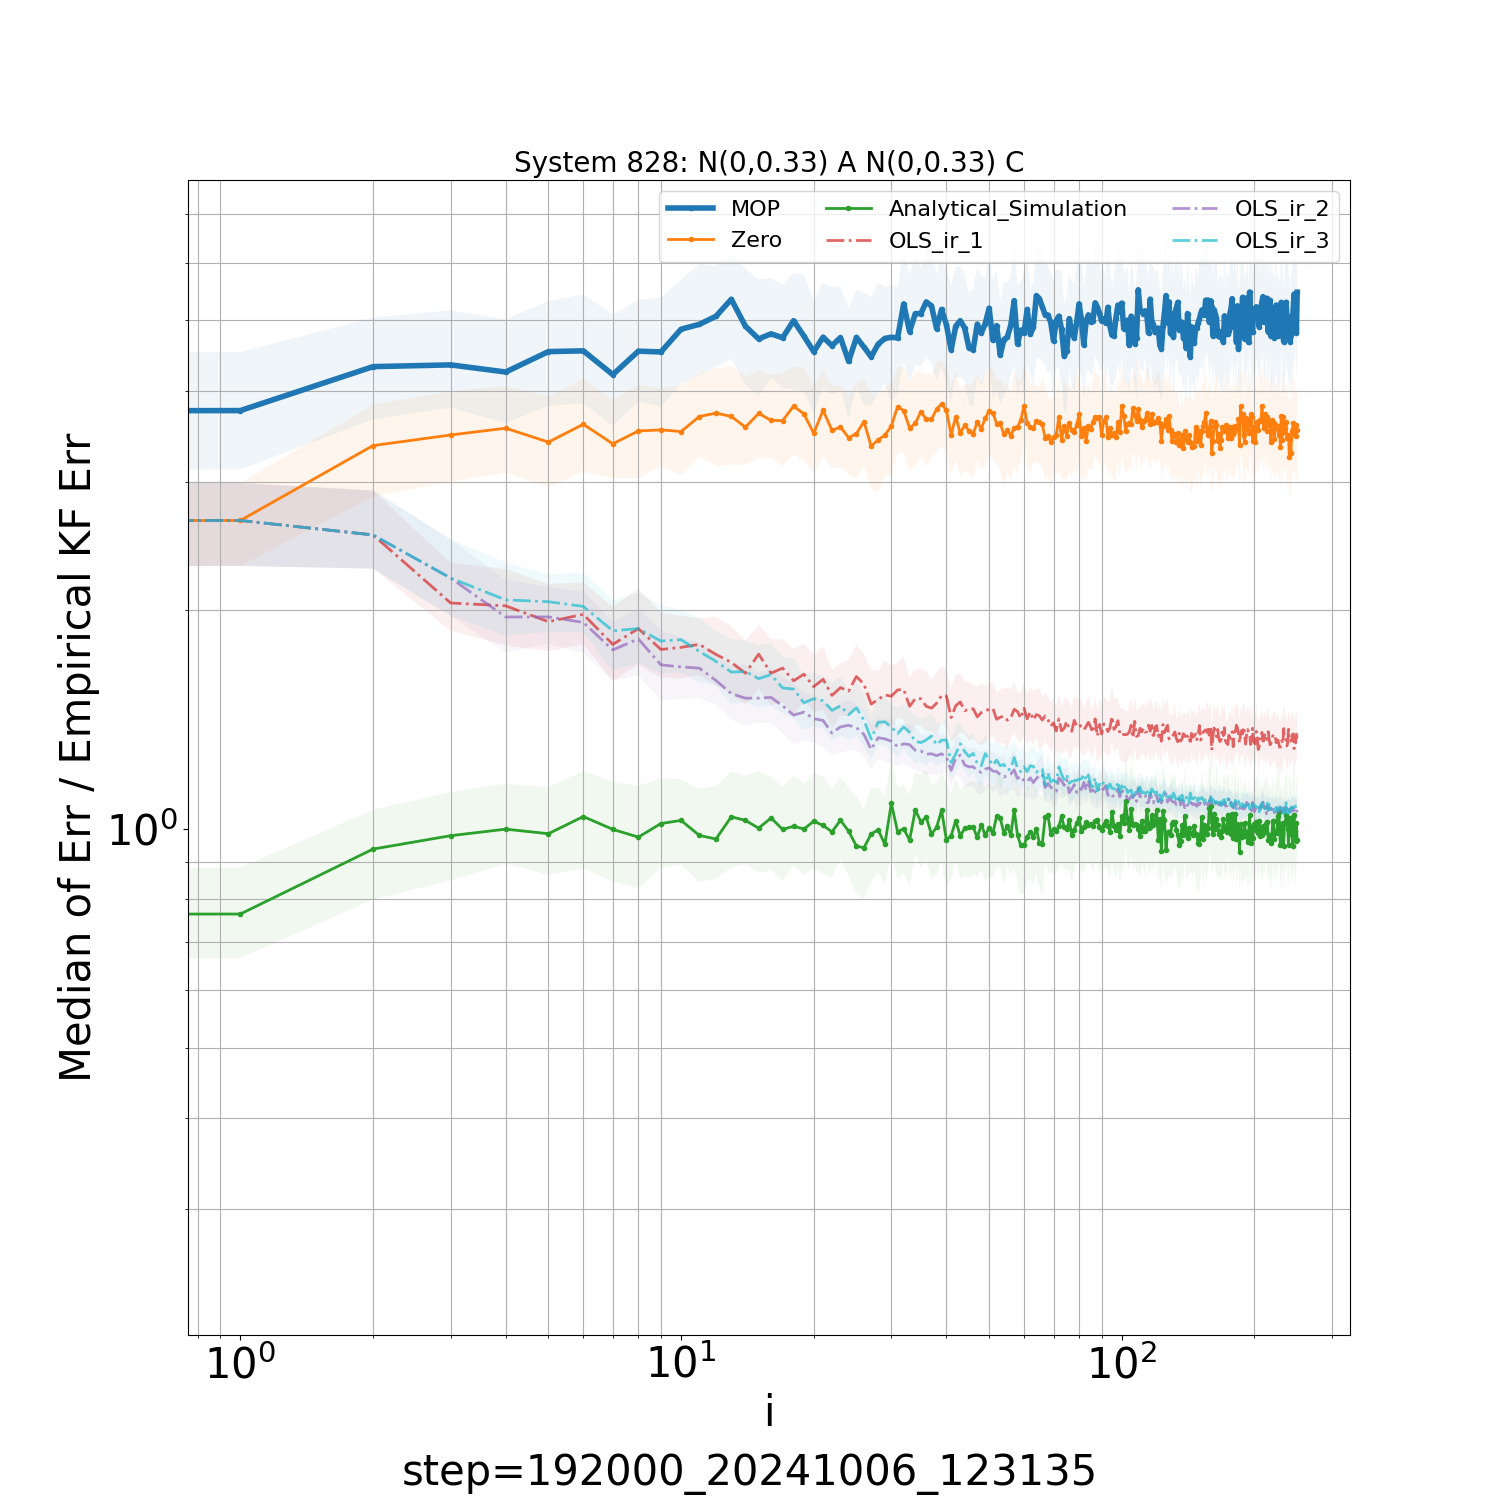 System 828: N(0,0.33) A N(0,0.33) C
MOP
Zero
Analytical_Simulation
OLS_ir_1
OLS_ir_2
OLS_ir_3
Median of Err / Empirical KF Err
10⁰
10⁰ 10¹ 10²
i
step=192000_20241006_123135